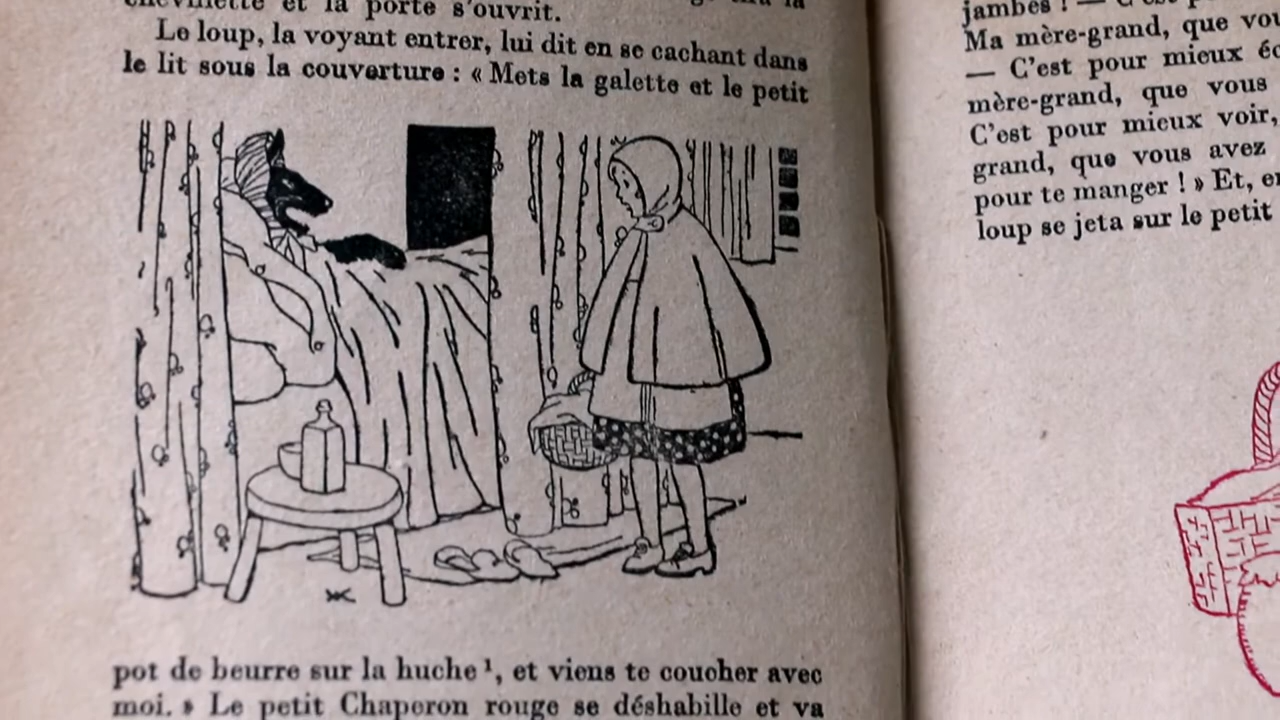 et la porte s'ouvrit.
Le loup, la voyant entrer, lui dit en se cachant dans
le lit sous la couverture : « Mets la galette et le petit
pot de beurre sur la huche ¹, et viens te coucher avec
moi. » Le petit Chaperon rouge se déshabille et va
jambes ! —
Ma mère-grand, que
— C'est pour mieux
mère-grand, que vous
C'est pour mieux voir,
grand, que vous avez
pour te manger ! » Et,
loup se jeta sur le petit